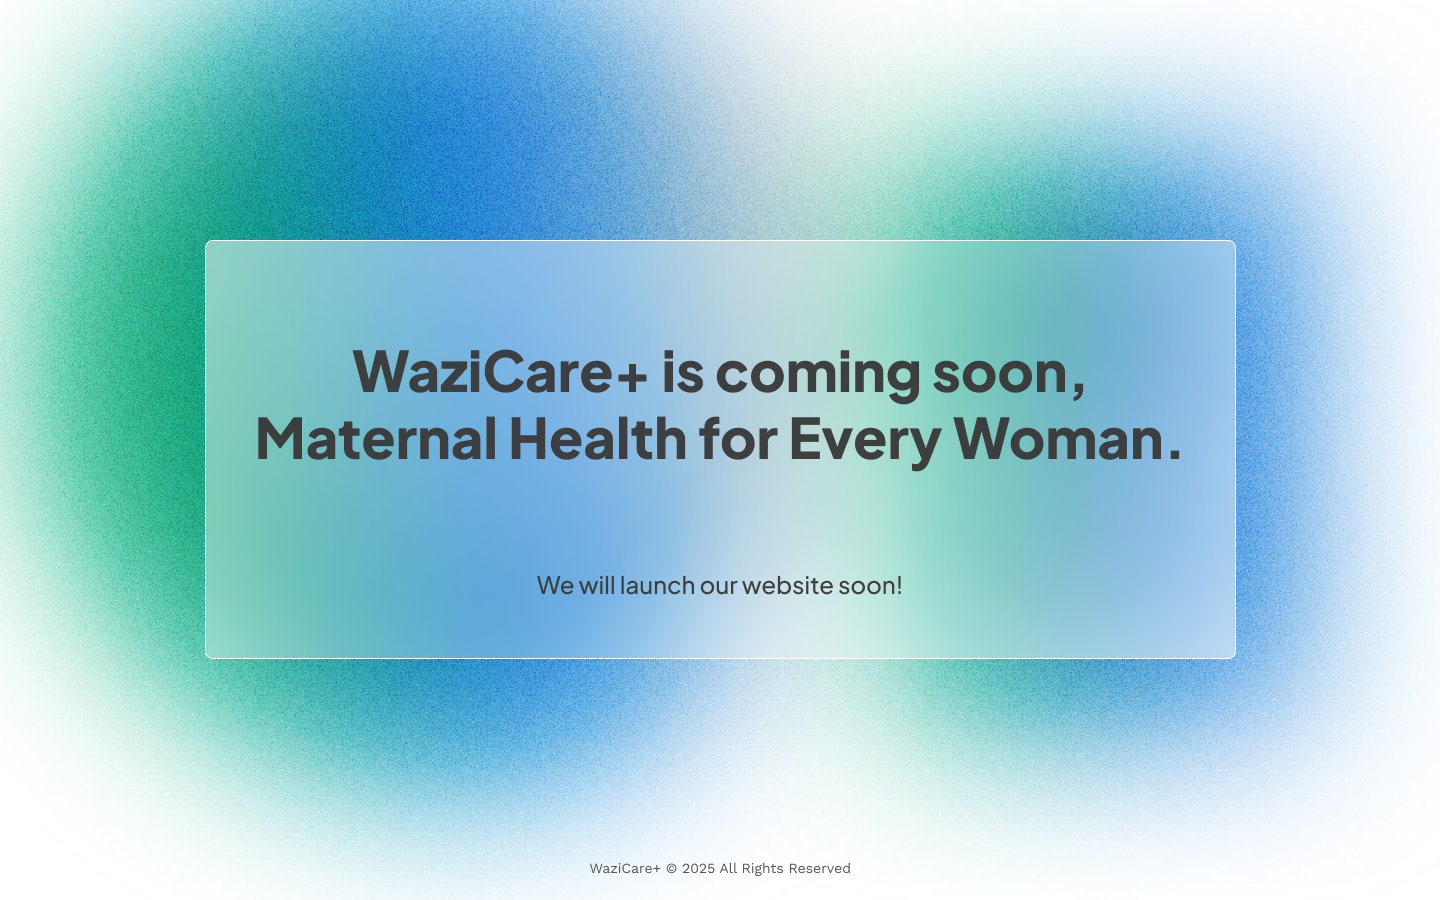 WaziCare+ is coming soon,
Maternal Health for Every Woman.
We will launch our website soon!
WaziCare+ © 2025 All Rights Reserved